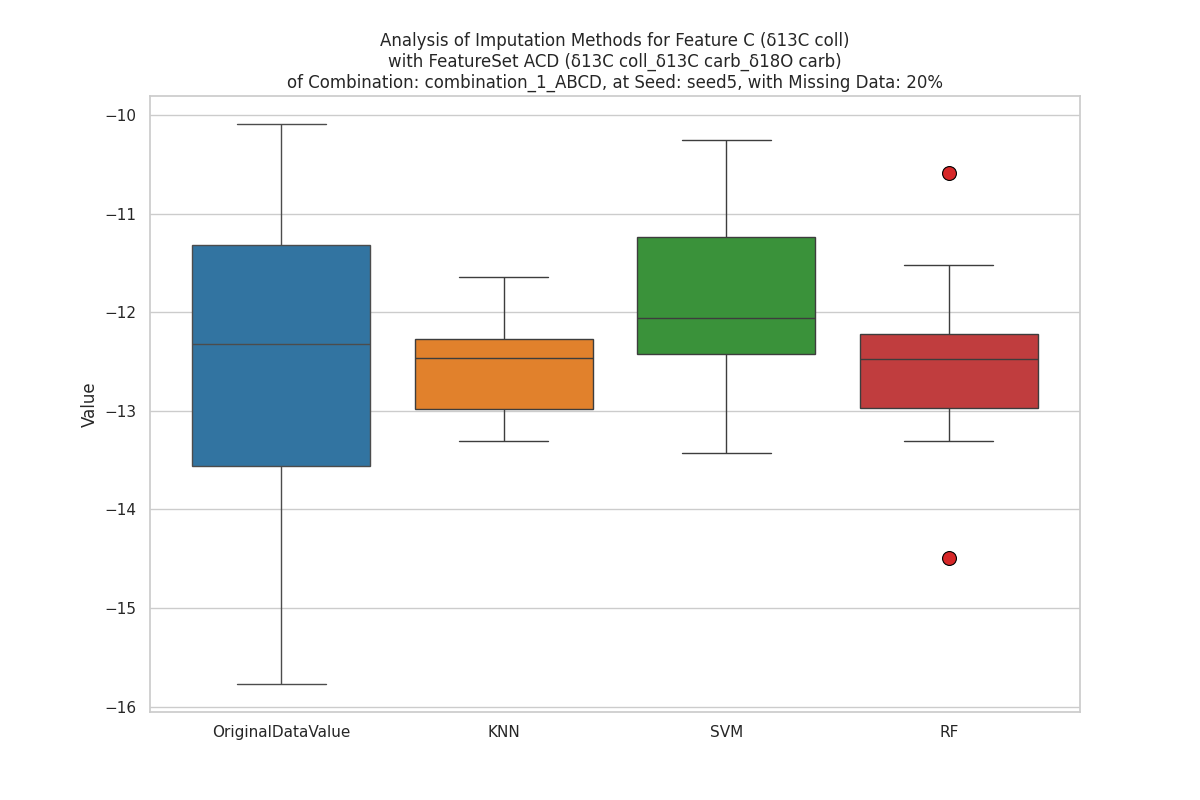 Analysis of Imputation Methods for Feature C (δ13C coll)
with FeatureSet ACD (δ13C coll_δ13C carb_δ18O carb)
of Combination: combination_1_ABCD, at Seed: seed5, with Missing Data: 20%
−10
−11
−12
−13
−14
−15
−16
Value
OriginalDataValue
KNN
SVM
RF